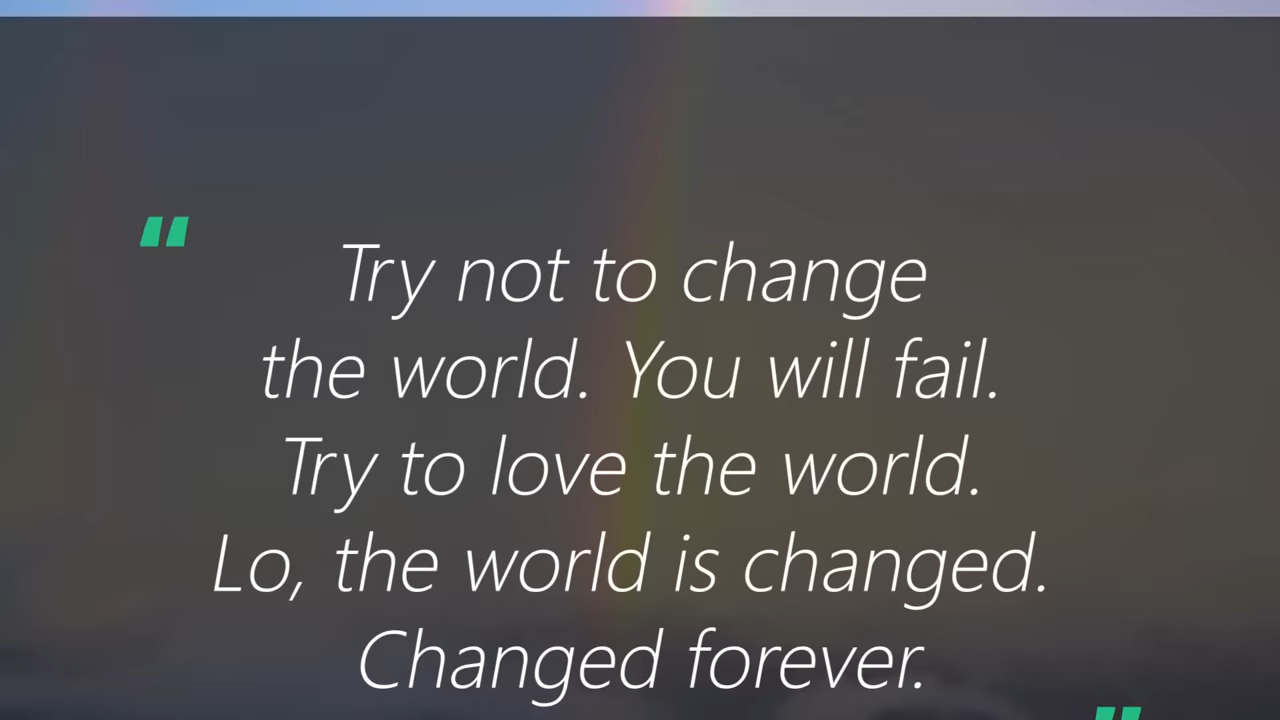 “
Try not to change
the world. You will fail.
Try to love the world.
Lo, the world is changed.
Changed forever.
”